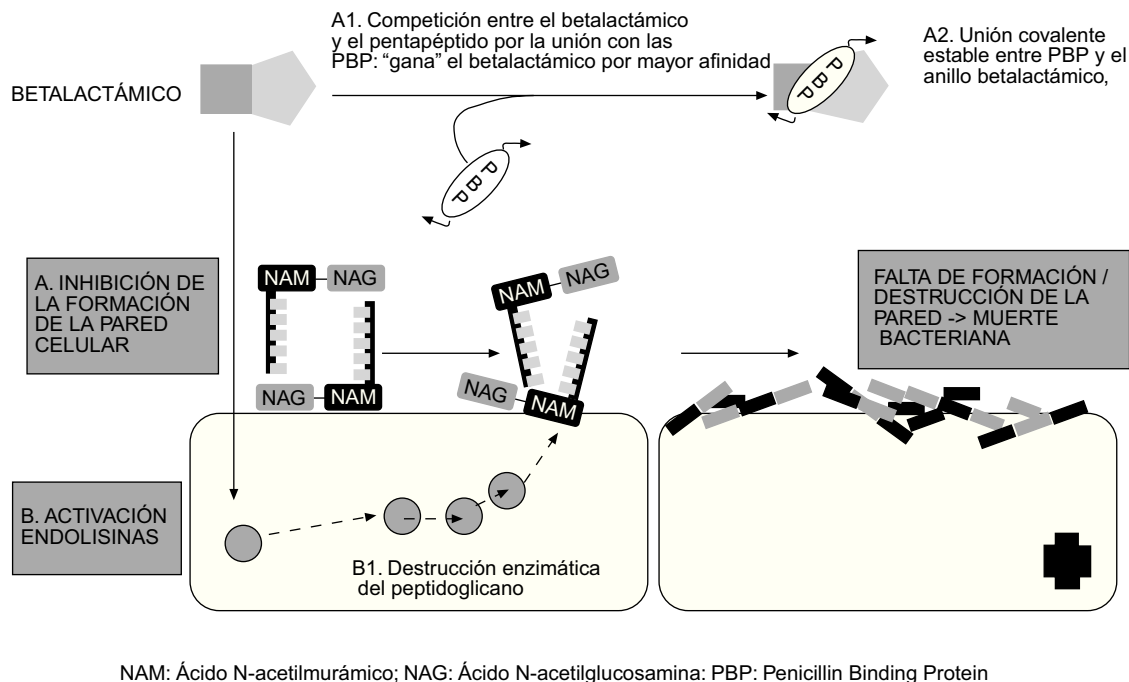 A1. Competición entre el betalactámico
y el pentapéptido por la unión con las
PBP: “gana” el betalactámico por mayor afinidad
A2. Unión covalente
estable entre PBP y el
anillo betalactámico,
BETALACTÁMICO
PBP
PBP
A. INHIBICIÓN DE
LA FORMACIÓN
DE LA PARED
CELULAR
NAM NAG
NAG NAM
NAM NAG
NAG NAM
FALTA DE FORMACIÓN /
DESTRUCCIÓN DE LA
PARED -> MUERTE
BACTERIANA
B. ACTIVACIÓN
ENDOLISINAS
B1. Destrucción enzimática
del peptidoglicano
NAM: Ácido N-acetilmurámico; NAG: Ácido N-acetilglucosamina: PBP: Penicillin Binding Protein